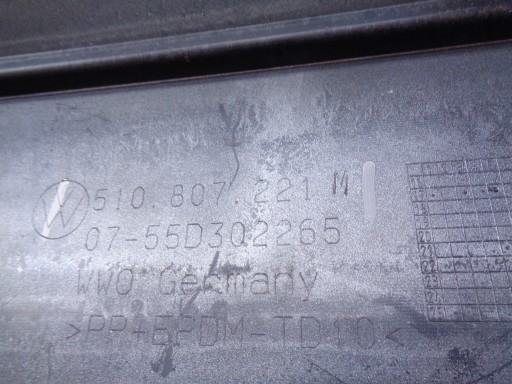 510.807.221 M
07-55D302265
WWO Germany
>PP+EPDM-TD10<